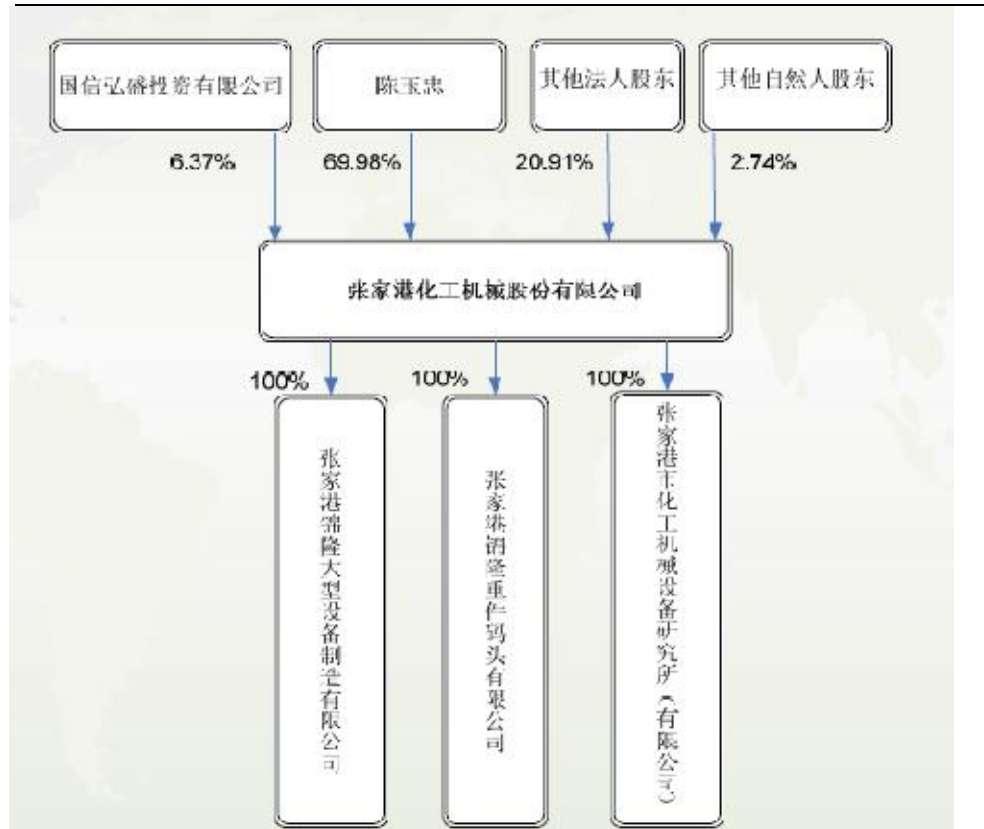 国信弘盛投资有限公司
陈玉忠
其他法人股东
其他自然人股东
6.37%
69.98%
20.91%
2.74%
张家港化工机械股份有限公司
100%
100%
100%
张家港锦隆大型设备制造有限公司
张家港锦隆重件码头有限公司
张家港市化工机械设备研究所（有限公司）